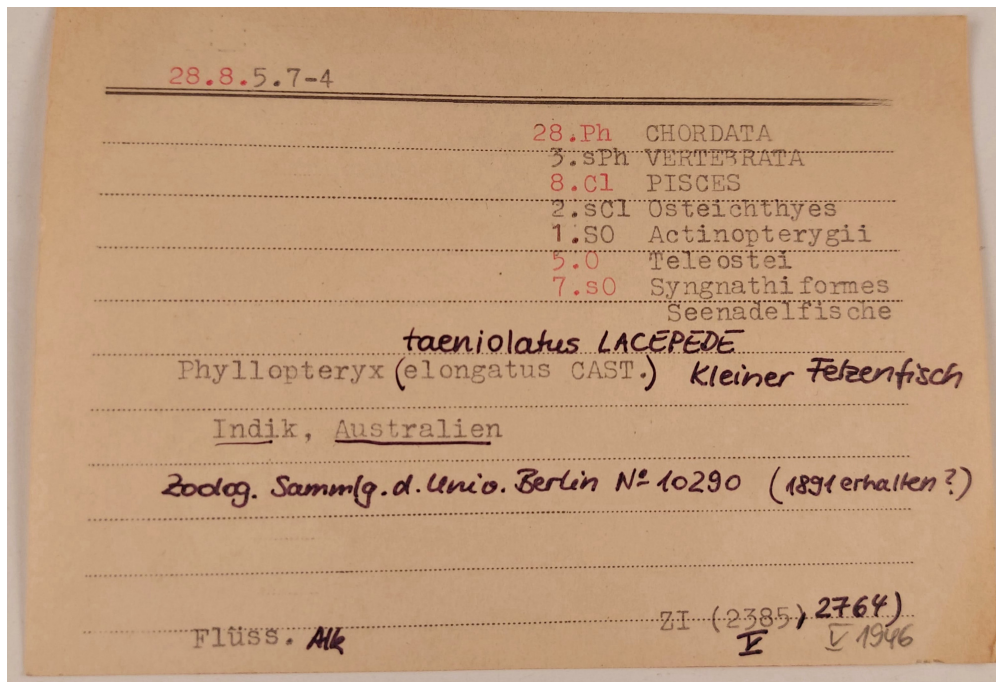 28.8.5.7-4
28.Ph CHORDATA
3.sPh VERTEBRATA
8.Cl PISCES
2.sCl Osteichthyes
1.SO Actinopterygii
5.O Teleostei
7.sO Syngnathiformes
Seenadelfische
taeniolatus LACEPEDE
Phyllopteryx (elongatus CAST.) Kleiner Fetzenfisch
Indik, Australien
Zoolog. Sammlg. d. Univ. Berlin Nº 10290 (1891 erhalten?)
Flüss. Alk ZI (2385, 2764)
V V 1946